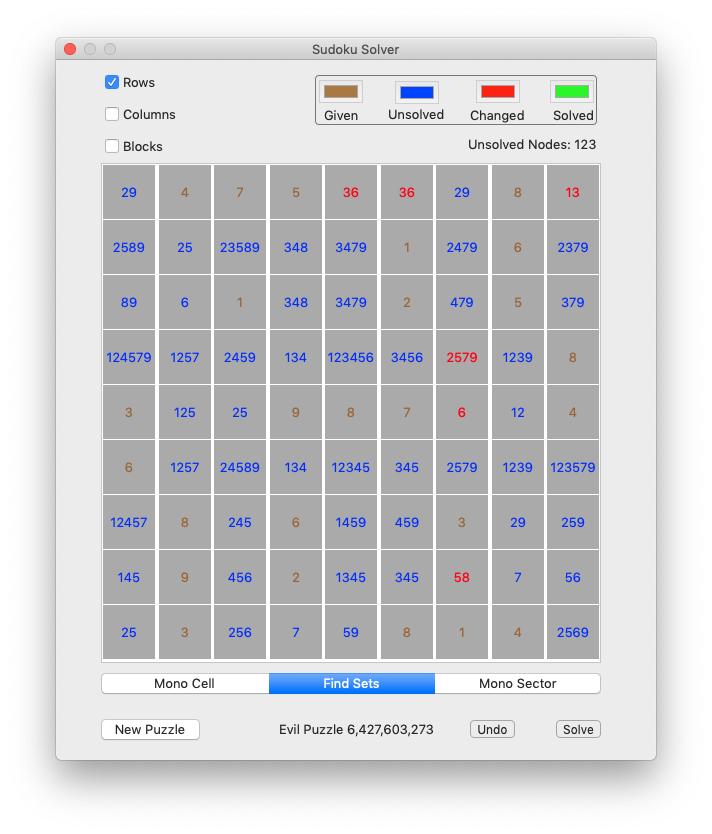 Sudoku Solver
Rows
Columns
Blocks
Given Unsolved Changed Solved
Unsolved Nodes: 123
29 4 7 5 36 36 29 8 13
2589 25 23589 348 3479 1 2479 6 2379
89 6 1 348 3479 2 479 5 379
124579 1257 2459 134 123456 3456 2579 1239 8
3 125 25 9 8 7 6 12 4
6 1257 24589 134 12345 345 2579 1239 123579
12457 8 245 6 1459 459 3 29 259
145 9 456 2 1345 345 58 7 56
25 3 256 7 59 8 1 4 2569
Mono Cell Find Sets Mono Sector
New Puzzle Evil Puzzle 6,427,603,273 Undo Solve